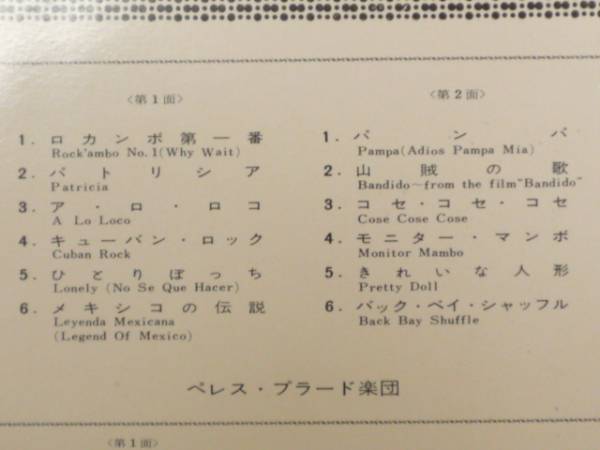 〈第1面〉
1. ロカンボ第一番
Rock'ambo No.1(Why Wait)
2. パトリシア
Patricia
3. ア・ロ・ロコ
A Lo Loco
4. キューバン・ロック
Cuban Rock
5. ひとりぼっち
Lonely (No Se Que Hacer)
6. メキシコの伝説
Leyenda Mexicana
(Legend Of Mexico)
〈第2面〉
1. パンパ
Pampa(Adios Pampa Mia)
2. 山賊の歌
Bandido~from the film"Bandido"
3. コセ・コセ・コセ
Cose Cose Cose
4. モニター・マンボ
Monitor Mambo
5. きれいな人形
Pretty Doll
6. バック・ベイ・シャッフル
Back Bay Shuffle
ペレス・プラード楽団
〈第1面〉